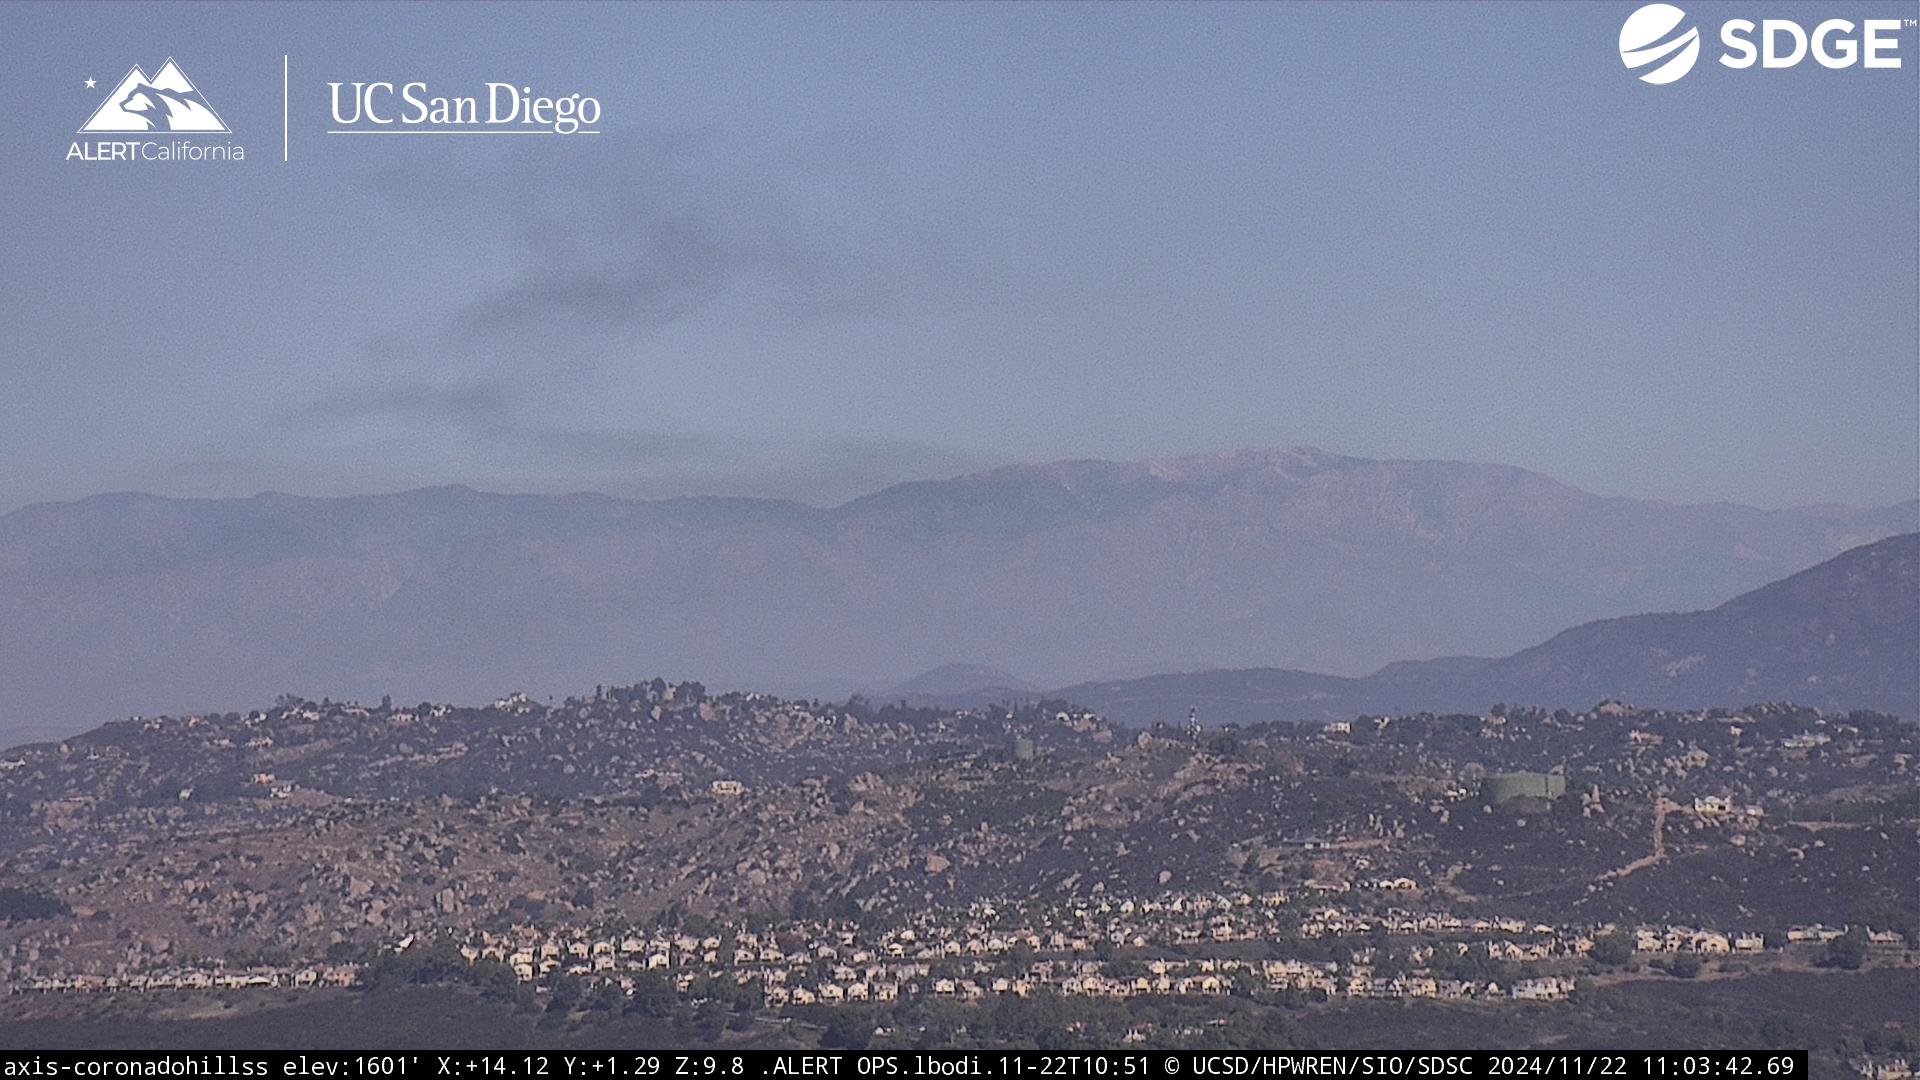 SDGE™
UC San Diego
ALERTCalifornia
axis-coronadohillss elev:1601' X:+14.12 Y:+1.29 Z:9.8 .ALERT OPS.lbodi.11-22T10:51 © UCSD/HPWREN/SIO/SDSC 2024/11/22 11:03:42.69